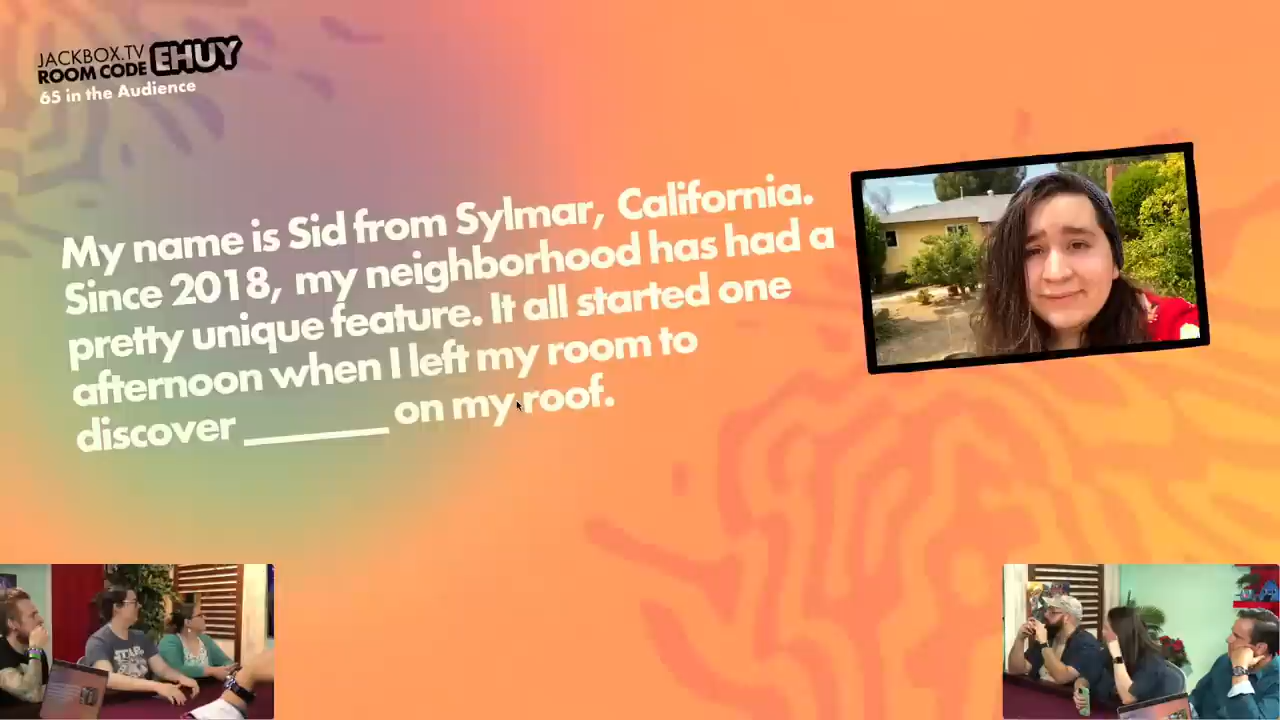 JACKBOX.TV
ROOM CODE EHUY
65 in the Audience
My name is Sid from Sylmar, California.
Since 2018, my neighborhood has had a
pretty unique feature. It all started one
afternoon when I left my room to
discover _______ on my roof.
STAR